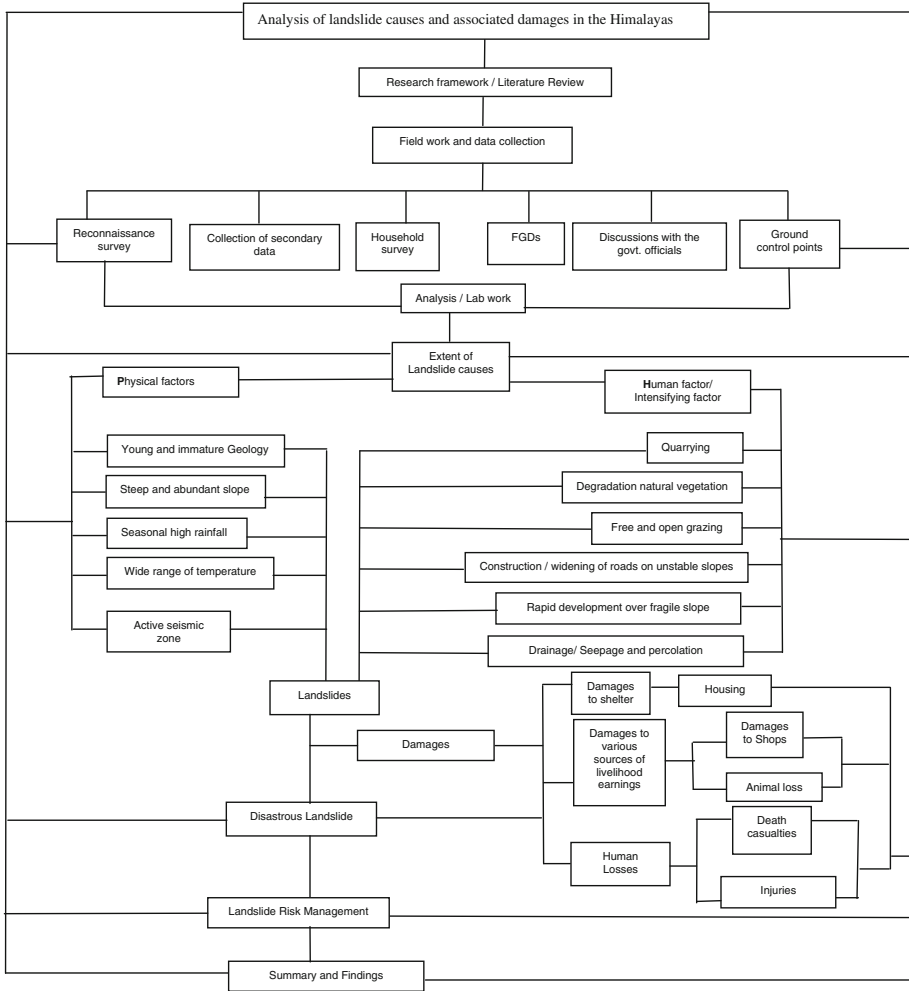 Analysis of landslide causes and associated damages in the Himalayas
Research framework / Literature Review
Field work and data collection
Reconnaissance
survey
Collection of secondary
data
Household
survey
FGDs
Discussions with the
govt. officials
Ground
control points
Analysis / Lab work
Extent of
Landslide causes
Physical factors
Human factor/
Intensifying factor
Young and immature Geology
Steep and abundant slope
Seasonal high rainfall
Wide range of temperature
Active seismic
zone
Quarrying
Degradation natural vegetation
Free and open grazing
Construction / widening of roads on unstable slopes
Rapid development over fragile slope
Drainage/ Seepage and percolation
Landslides
Damages
Damages
to shelter
Housing
Damages to
various
sources of
livelihood
earnings
Damages
to Shops
Animal loss
Disastrous Landslide
Human
Losses
Death
casualties
Injuries
Landslide Risk Management
Summary and Findings